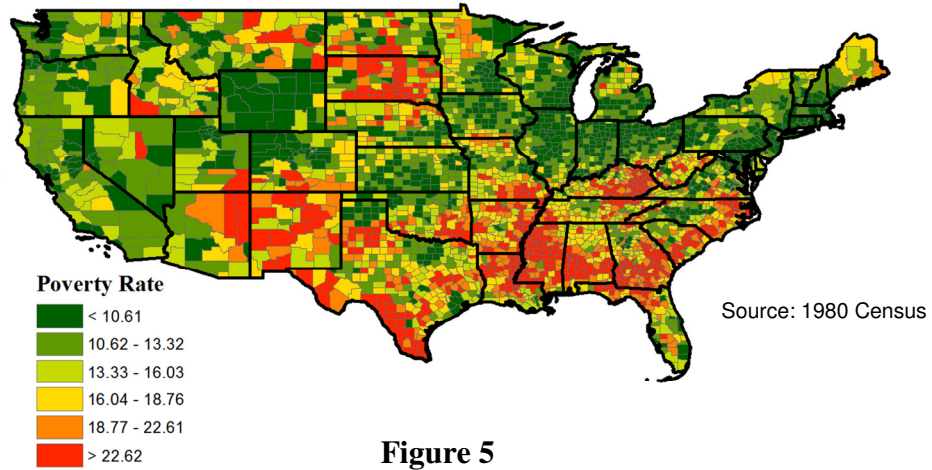 Poverty Rate
< 10.61
10.62 - 13.32
13.33 - 16.03
16.04 - 18.76
18.77 - 22.61
> 22.62
Source: 1980 Census
Figure 5